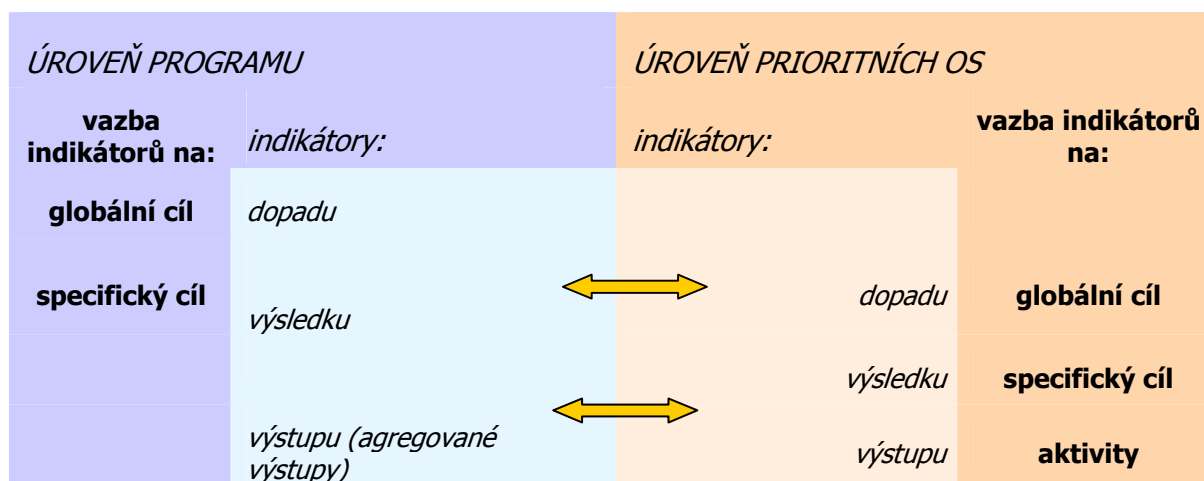 ÚROVEŇ PROGRAMU
ÚROVEŇ PRIORITNÍCH OS
vazba
indikátorů na:
indikátory:
indikátory:
vazba indikátorů
na:
globální cíl
dopadu
specifický cíl
výsledku
dopadu
globální cíl
výsledku
specifický cíl
výstupu (agregované
výstupy)
výstupu
aktivity